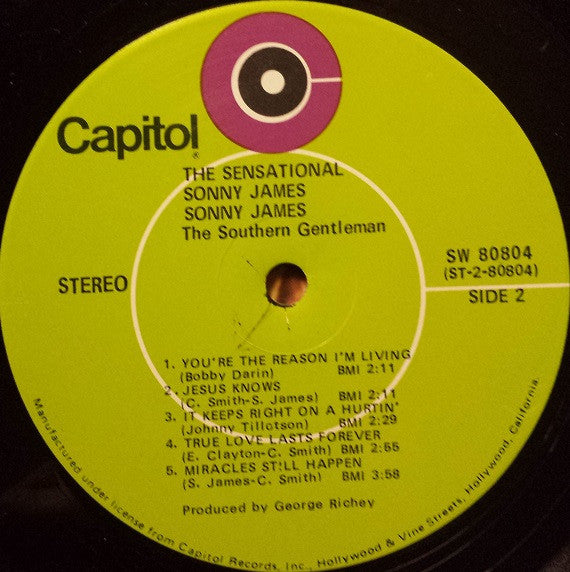 Capitol®
THE SENSATIONAL
SONNY JAMES
SONNY JAMES
The Southern Gentleman
STEREO
SW 80804
(ST-2-80804)
SIDE 2
1. YOU'RE THE REASON I'M LIVING
(Bobby Darin) BMI 2:11
2. JESUS KNOWS
(C. Smith-S. James) BMI 2:11
3. IT KEEPS RIGHT ON A HURTIN'
(Johnny Tillotson) BMI 2:29
4. TRUE LOVE LASTS FOREVER
(E. Clayton-C. Smith) BMI 2:55
5. MIRACLES STILL HAPPEN
(S. James-C. Smith) BMI 3:58
Produced by George Richey
Manufactured under license from Capitol Records, Inc., Hollywood & Vine Streets, Hollywood, California.